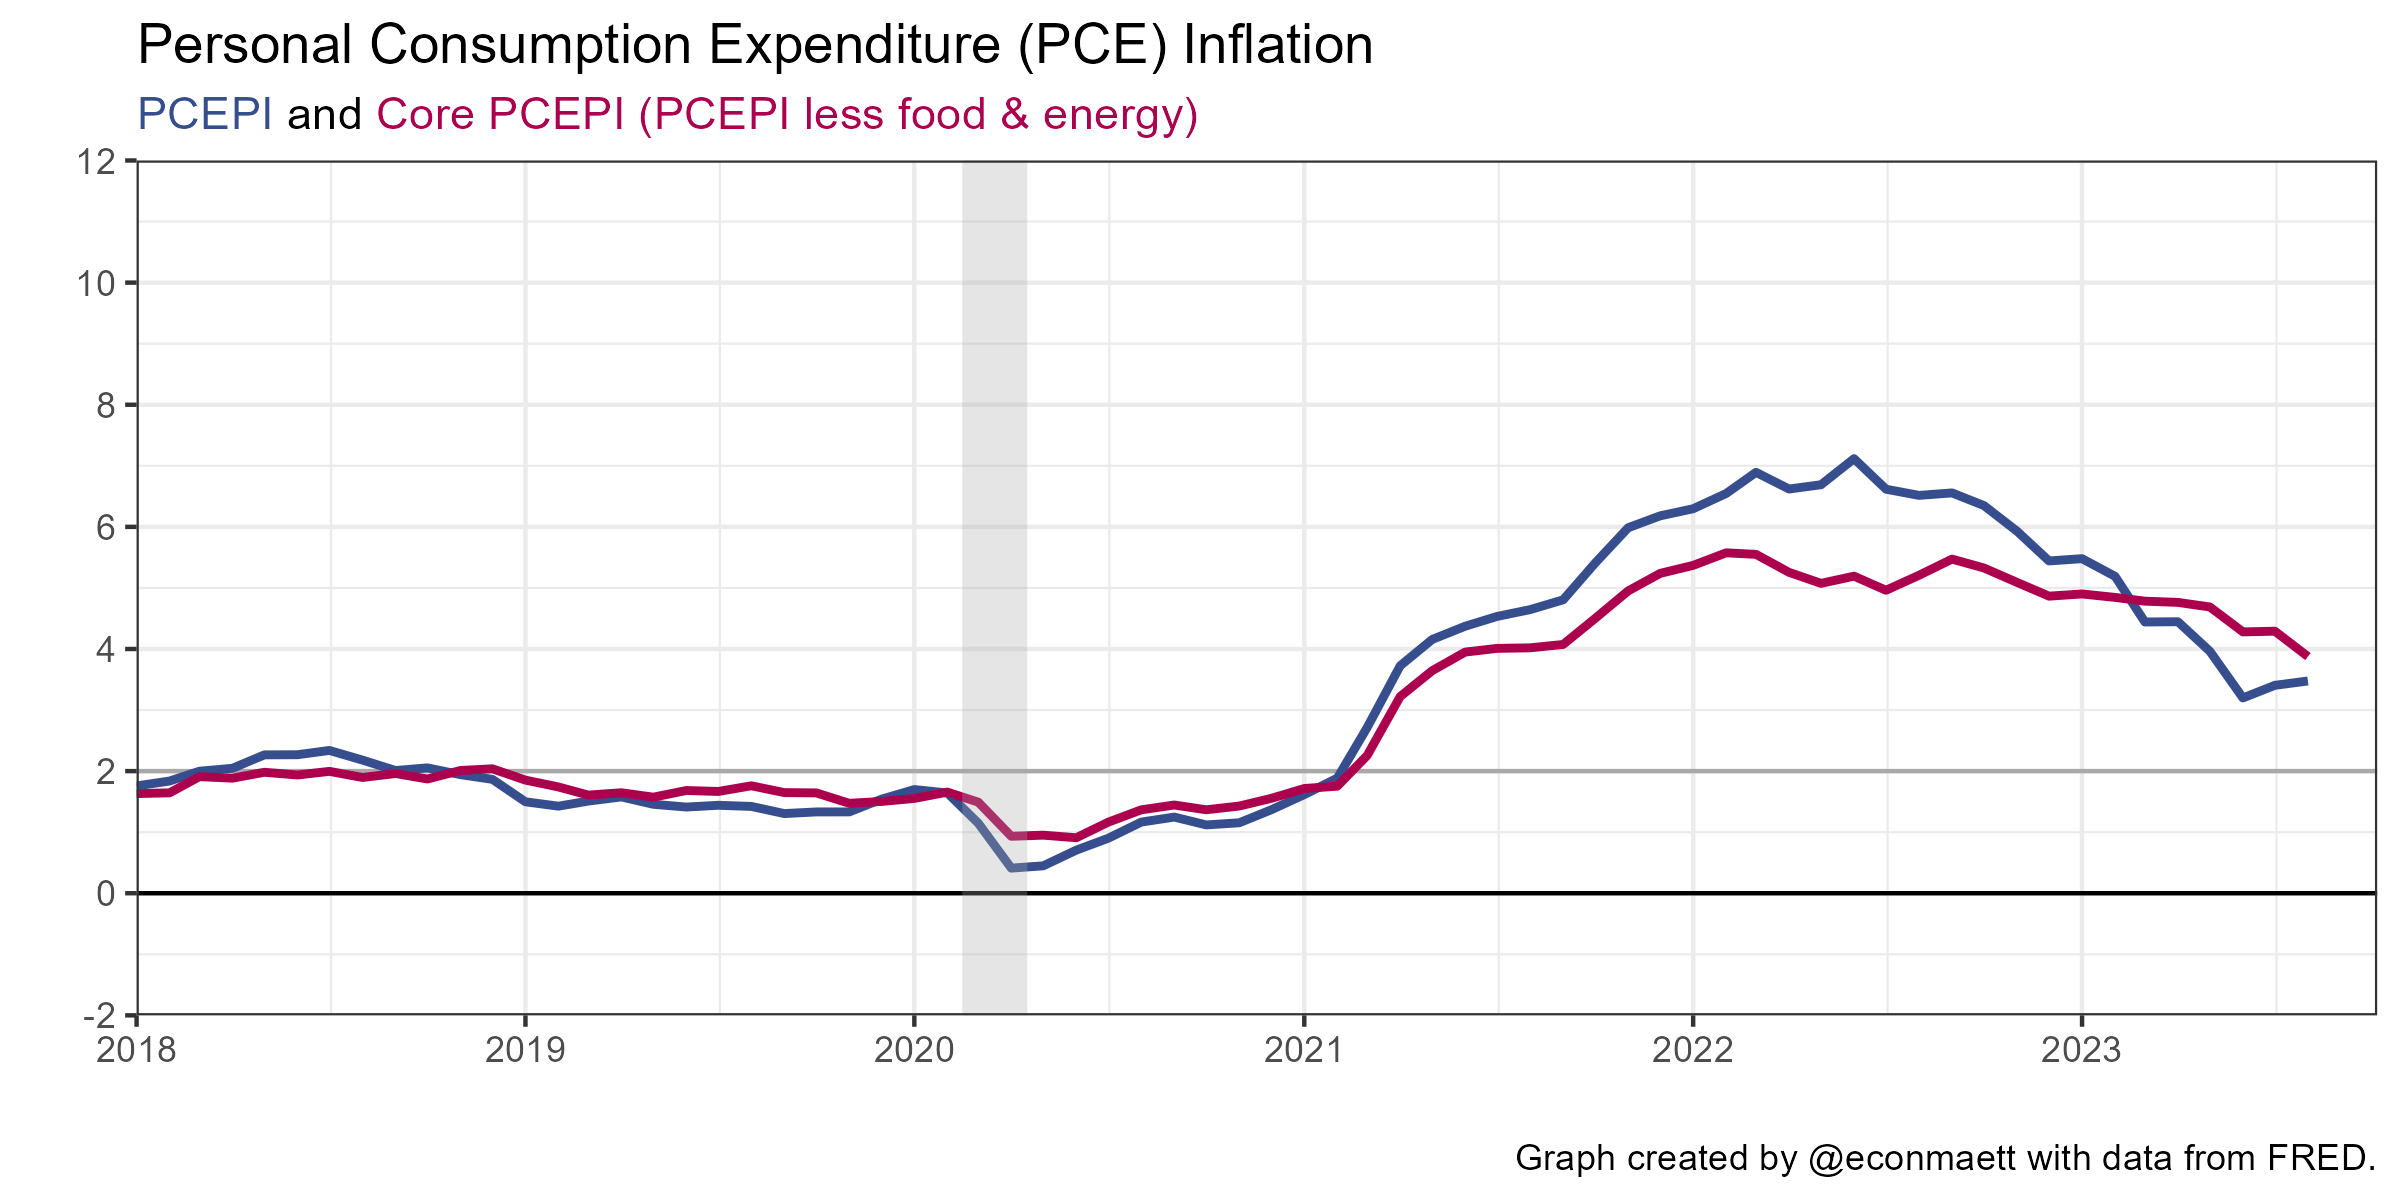 Personal Consumption Expenditure (PCE) Inflation
PCEPI and Core PCEPI (PCEPI less food & energy)
12
10
8
6
4
2
0
-2
2018 2019 2020 2021 2022 2023
Graph created by @econmaett with data from FRED.